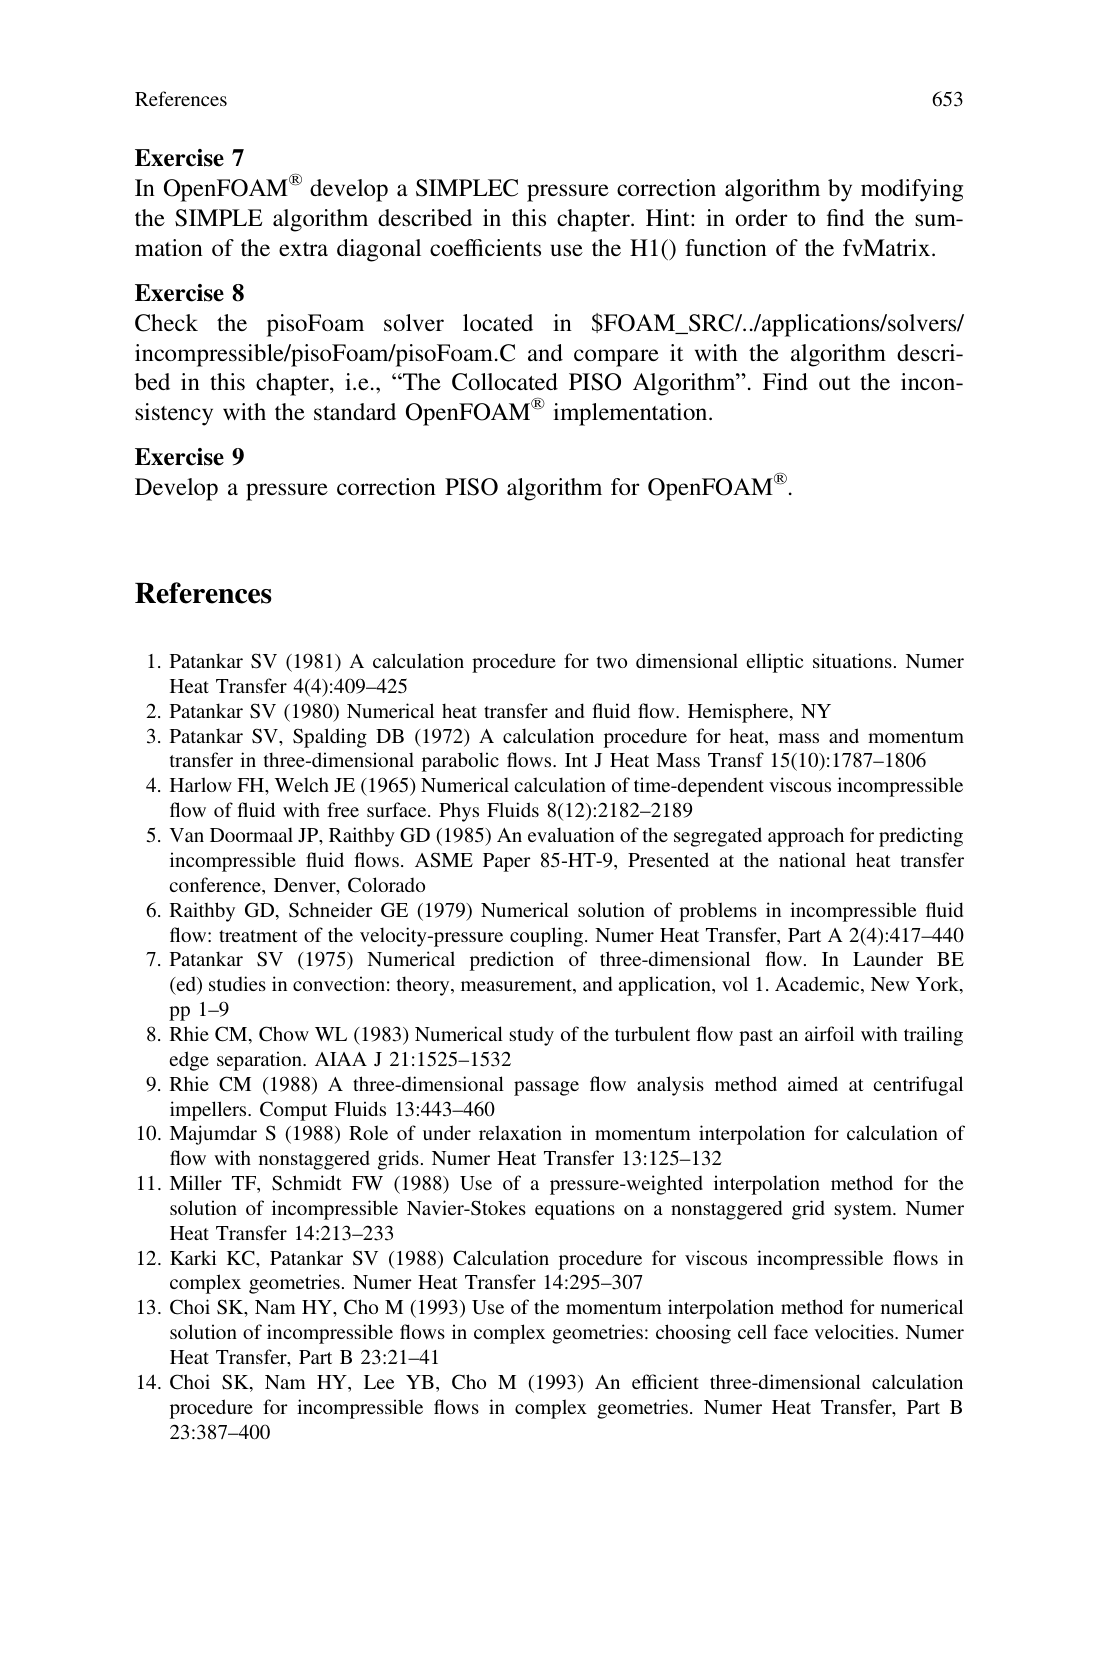 References 653
Exercise 7
In OpenFOAM® develop a SIMPLEC pressure correction algorithm by modifying
the SIMPLE algorithm described in this chapter. Hint: in order to find the sum-
mation of the extra diagonal coefficients use the H1() function of the fvMatrix.
Exercise 8
Check the pisoFoam solver located in $FOAM_SRC/../applications/solvers/
incompressible/pisoFoam/pisoFoam.C and compare it with the algorithm descri-
bed in this chapter, i.e., “The Collocated PISO Algorithm”. Find out the incon-
sistency with the standard OpenFOAM® implementation.
Exercise 9
Develop a pressure correction PISO algorithm for OpenFOAM®.
References
1. Patankar SV (1981) A calculation procedure for two dimensional elliptic situations. Numer
Heat Transfer 4(4):409–425
2. Patankar SV (1980) Numerical heat transfer and fluid flow. Hemisphere, NY
3. Patankar SV, Spalding DB (1972) A calculation procedure for heat, mass and momentum
transfer in three-dimensional parabolic flows. Int J Heat Mass Transf 15(10):1787–1806
4. Harlow FH, Welch JE (1965) Numerical calculation of time-dependent viscous incompressible
flow of fluid with free surface. Phys Fluids 8(12):2182–2189
5. Van Doormaal JP, Raithby GD (1985) An evaluation of the segregated approach for predicting
incompressible fluid flows. ASME Paper 85-HT-9, Presented at the national heat transfer
conference, Denver, Colorado
6. Raithby GD, Schneider GE (1979) Numerical solution of problems in incompressible fluid
flow: treatment of the velocity-pressure coupling. Numer Heat Transfer, Part A 2(4):417–440
7. Patankar SV (1975) Numerical prediction of three-dimensional flow. In Launder BE
(ed) studies in convection: theory, measurement, and application, vol 1. Academic, New York,
pp 1–9
8. Rhie CM, Chow WL (1983) Numerical study of the turbulent flow past an airfoil with trailing
edge separation. AIAA J 21:1525–1532
9. Rhie CM (1988) A three-dimensional passage flow analysis method aimed at centrifugal
impellers. Comput Fluids 13:443–460
10. Majumdar S (1988) Role of under relaxation in momentum interpolation for calculation of
flow with nonstaggered grids. Numer Heat Transfer 13:125–132
11. Miller TF, Schmidt FW (1988) Use of a pressure-weighted interpolation method for the
solution of incompressible Navier-Stokes equations on a nonstaggered grid system. Numer
Heat Transfer 14:213–233
12. Karki KC, Patankar SV (1988) Calculation procedure for viscous incompressible flows in
complex geometries. Numer Heat Transfer 14:295–307
13. Choi SK, Nam HY, Cho M (1993) Use of the momentum interpolation method for numerical
solution of incompressible flows in complex geometries: choosing cell face velocities. Numer
Heat Transfer, Part B 23:21–41
14. Choi SK, Nam HY, Lee YB, Cho M (1993) An efficient three-dimensional calculation
procedure for incompressible flows in complex geometries. Numer Heat Transfer, Part B
23:387–400